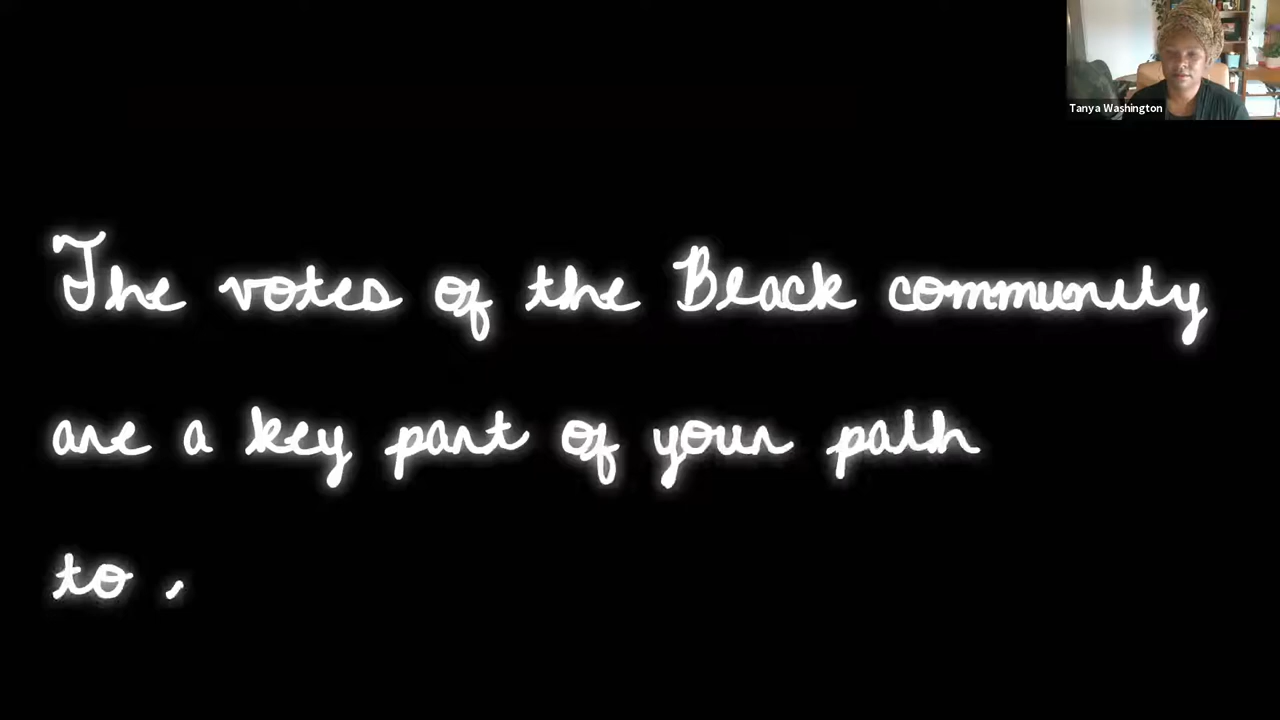 Tanya Washington
The votes of the Black community
are a key part of your path
to